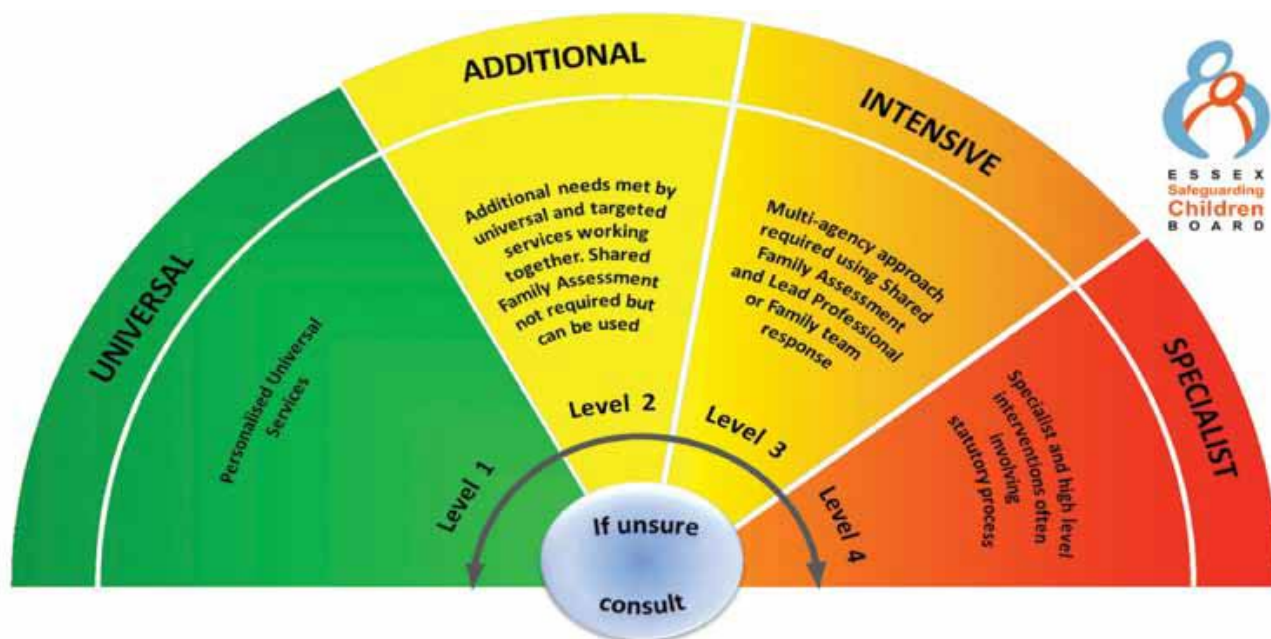 UNIVERSAL
Personalised Universal
Services
Level 1
ADDITIONAL
Additional needs met by
universal and targeted
services working
together. Shared
Family Assessment
not required but
can be used
Level 2
INTENSIVE
Multi-agency approach
required using Shared
Family Assessment
and Lead Professional
or Family team
response
Level 3
SPECIALIST
Specialist and high level
interventions often
involving
statutory process
Level 4
If unsure
consult
ESSEX
Safeguarding
Children
BOARD